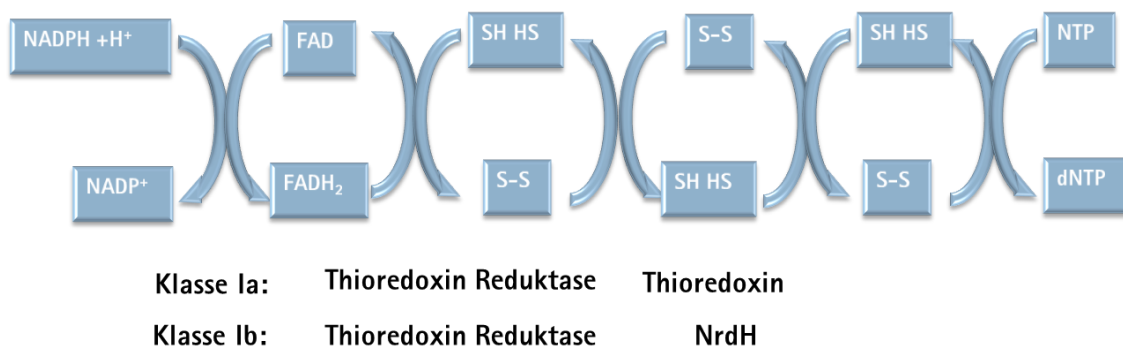 NADPH +H⁺ FAD SH HS S-S SH HS NTP
NADP⁺ FADH₂ S-S SH HS S-S dNTP
Klasse Ia: Thioredoxin Reduktase Thioredoxin
Klasse Ib: Thioredoxin Reduktase NrdH